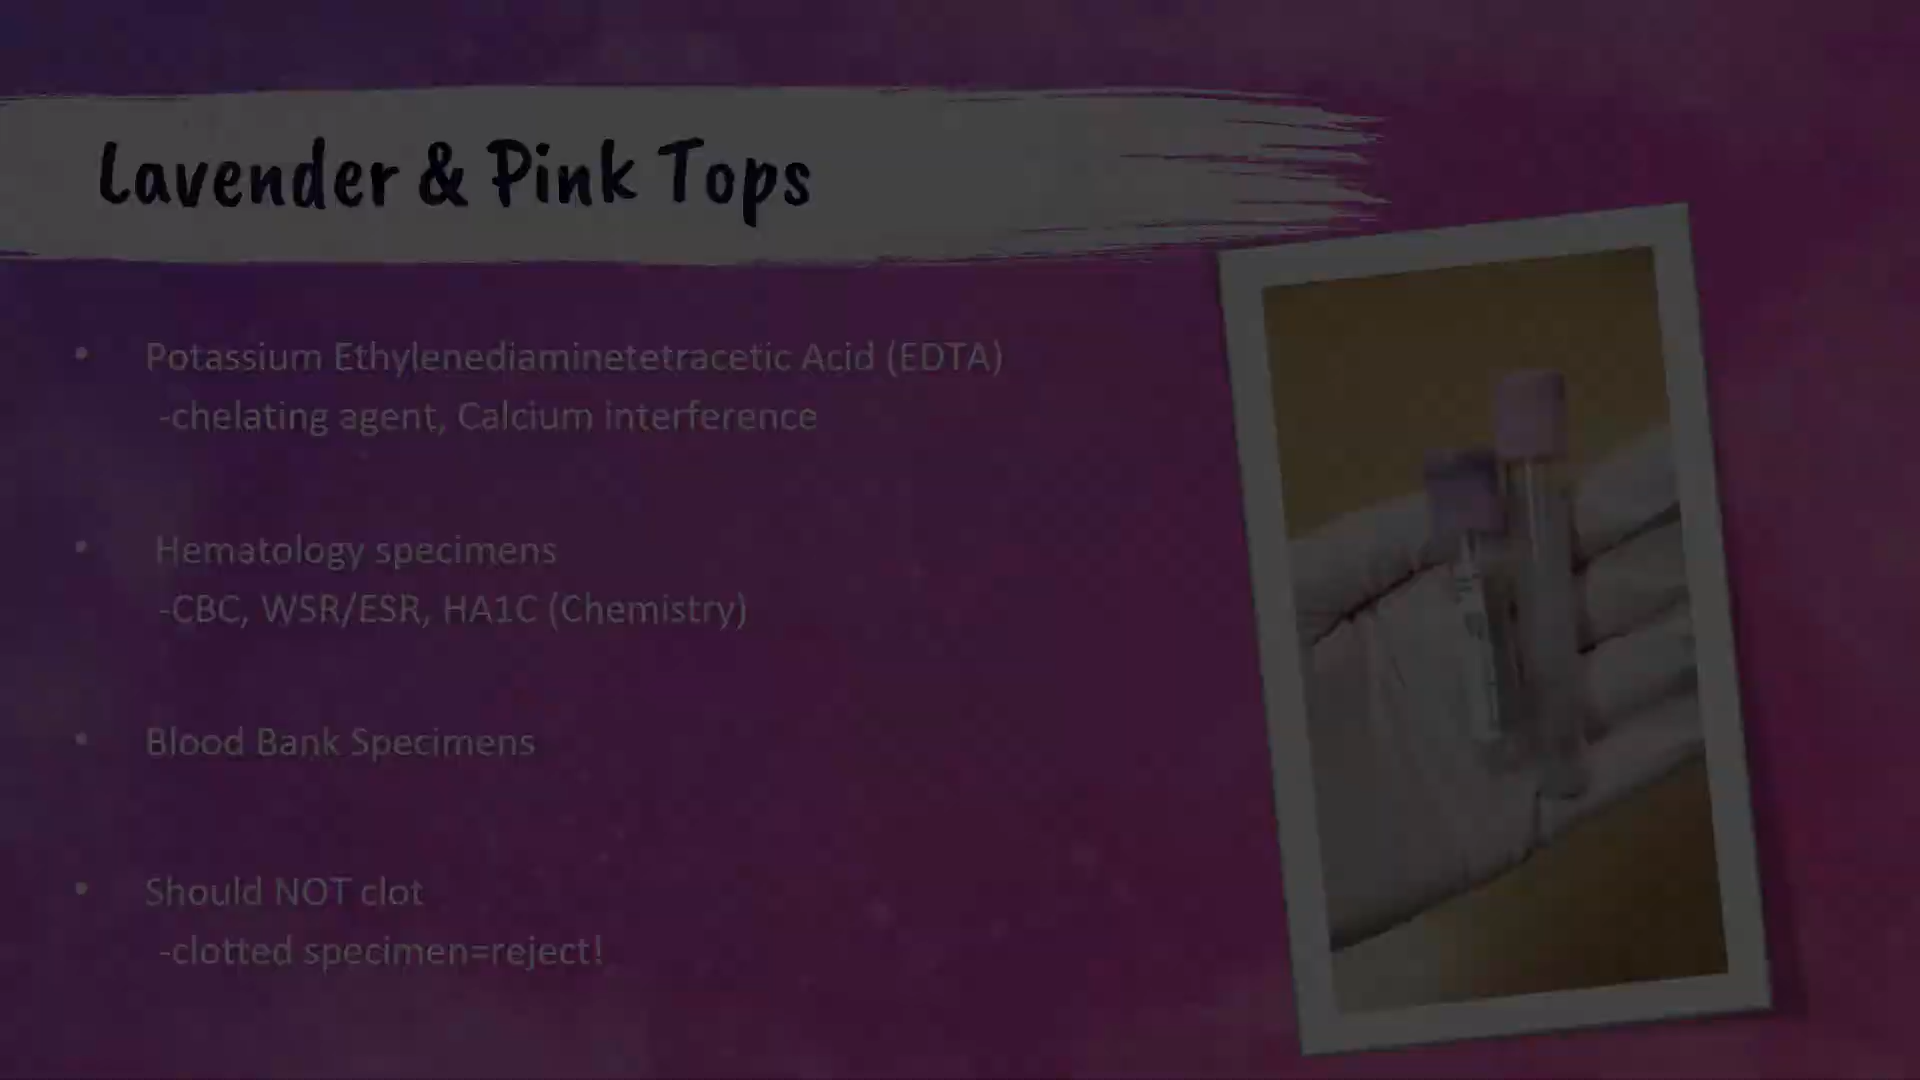 Lavender & Pink Tops
• Potassium Ethylenediaminetetracetic Acid (EDTA)
-chelating agent, Calcium interference
• Hematology specimens
-CBC, WSR/ESR, HA1C (Chemistry)
• Blood Bank Specimens
• Should NOT clot
-clotted specimen=reject!